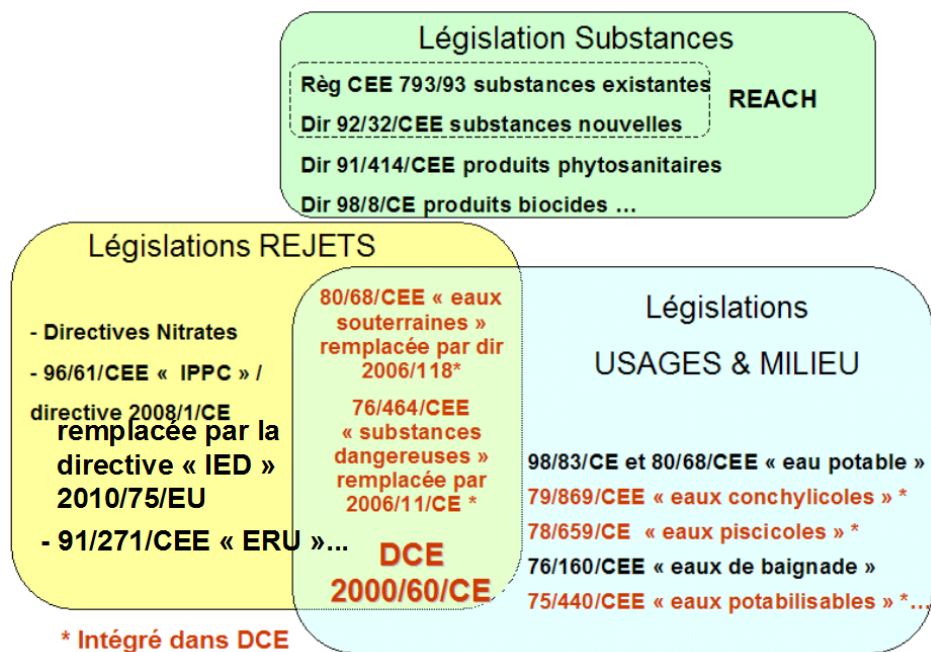 Législation Substances
Règ CEE 793/93 substances existantes
REACH
Dir 92/32/CEE substances nouvelles
Dir 91/414/CEE produits phytosanitaires
Dir 98/8/CE produits biocides ...
Législations REJETS
- Directives Nitrates
- 96/61/CEE « IPPC » /
directive 2008/1/CE
remplacée par la
directive « IED »
2010/75/EU
- 91/271/CEE « ERU »...
80/68/CEE « eaux
souterraines »
remplacée par dir
2006/118*
76/464/CEE
« substances
dangereuses »
remplacée par
2006/11/CE *
DCE
2000/60/CE
Législations
USAGES & MILIEU
98/83/CE et 80/68/CEE « eau potable »
79/869/CEE « eaux conchylicoles » *
78/659/CE « eaux piscicoles » *
76/160/CEE « eaux de baignade »
75/440/CEE « eaux potabilisables » *...
* Intégré dans DCE